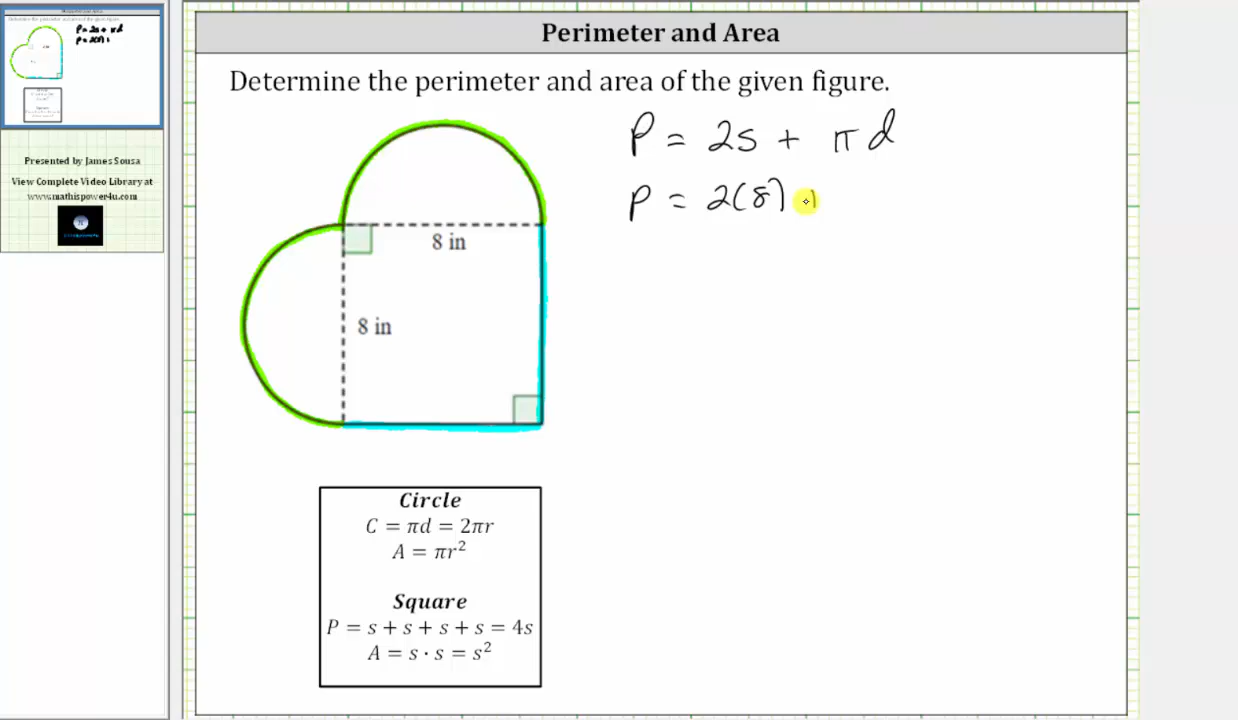 Perimeter and Area
Determine the perimeter and area of the given figure.
P = 2s + πd
P = 2(8)
8 in
8 in
Circle
C = πd = 2πr
A = πr²
Square
P = s + s + s + s = 4s
A = s · s = s²
Presented by James Sousa
View Complete Video Library at
www.mathispower4u.com